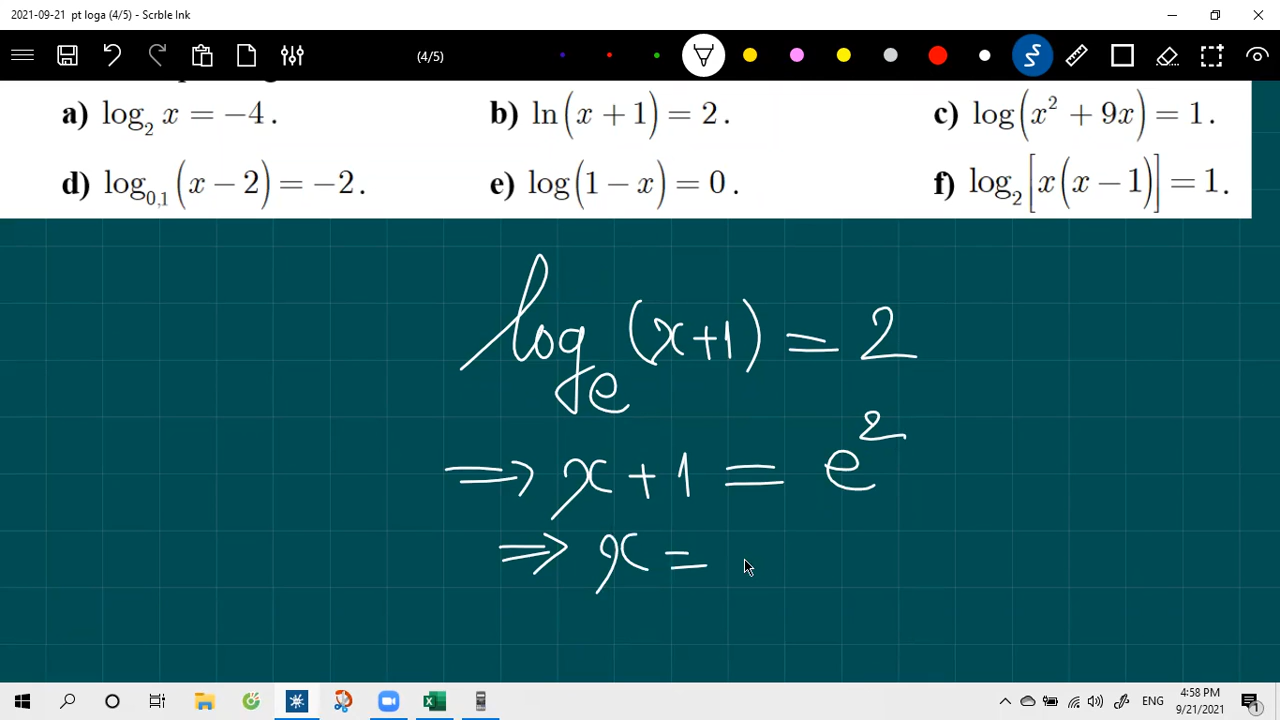 2021-09-21 pt loga (4/5) - Scrble Ink
(4/5)
a) log₂ x = −4. b) ln(x + 1) = 2. c) log(x² + 9x) = 1.
d) log₀,₁ (x − 2) = −2. e) log(1 − x) = 0. f) log₂[x(x − 1)] = 1.
logₑ (x+1) = 2
⇒ x + 1 = e²
⇒ x =
4:58 PM
ENG
9/21/2021